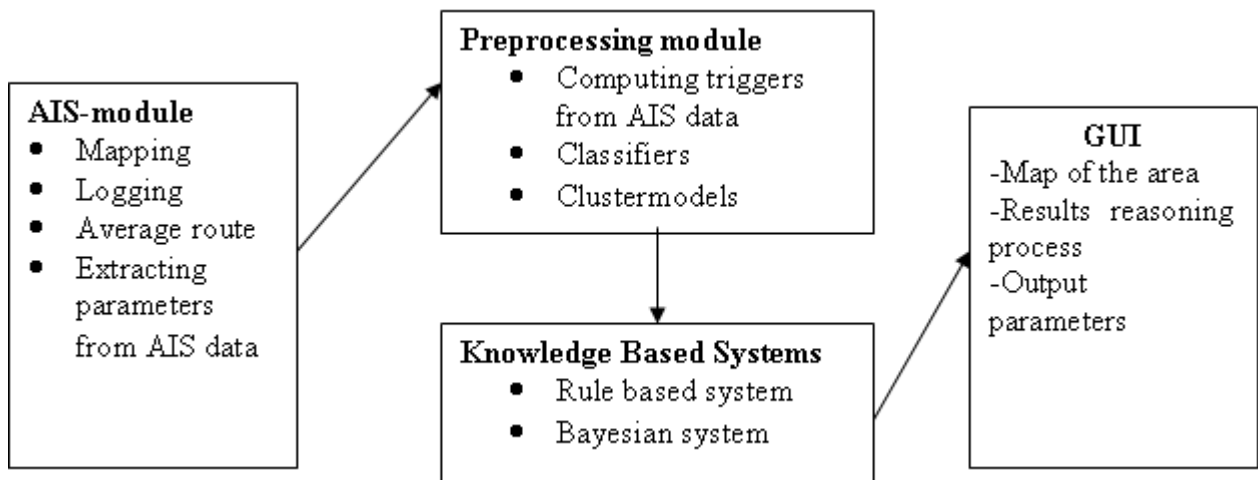 AIS-module
● Mapping
● Logging
● Average route
● Extracting
parameters
from AIS data
Preprocessing module
● Computing triggers
from AIS data
● Classifiers
● Clustermodels
Knowledge Based Systems
● Rule based system
● Bayesian system
GUI
-Map of the area
-Results reasoning
process
-Output
parameters